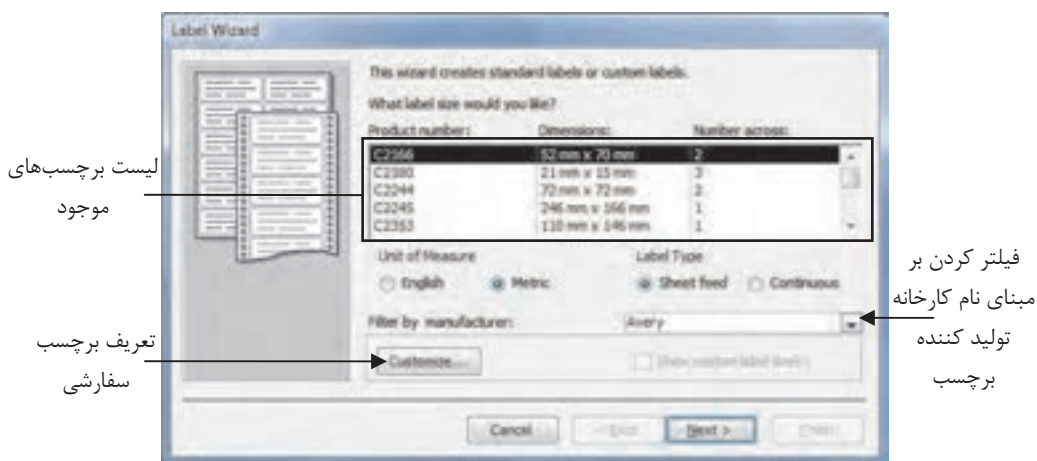 Label Wizard
This wizard creates standard labels or custom labels.
What label size would you like?
Product number: Dimensions: Number across:
C2166 52 mm x 70 mm 2
C2180 21 mm x 15 mm 3
C2244 72 mm x 72 mm 2
C2245 246 mm x 166 mm 1
C2353 110 mm x 146 mm 1
Unit of Measure Label Type
English Metric Sheet feed Continuous
Filter by manufacturer: Avery
Customize... Show custom label sizes
Cancel < Back Next > Finish
لیست برچسب‌های
موجود
تعریف برچسب
سفارشی
فیلتر کردن بر
مبنای نام کارخانه
تولید کننده
برچسب